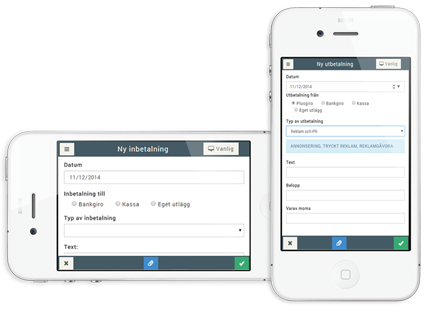 Ny inbetalning
Vanlig
Datum
11/12/2014
Inbetalning till
Bankgiro
Kassa
Eget utlägg
Typ av inbetalning
Text:
Ny utbetalning
Vanlig
Datum
11/12/2014
Utbetalning från
Plusgiro
Bankgiro
Kassa
Eget utlägg
Typ av utbetalning
Reklam och PR
ANNONSERING, TRYCKT REKLAM, REKLAMGÅVOR
Text
Belopp
Varav moms